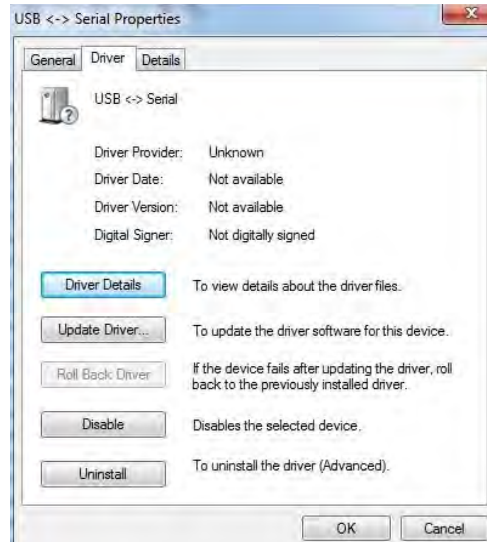 USB <-> Serial Properties
General Driver Details
USB <-> Serial
Driver Provider: Unknown
Driver Date: Not available
Driver Version: Not available
Digital Signer: Not digitally signed
Driver Details To view details about the driver files.
Update Driver... To update the driver software for this device.
Roll Back Driver If the device fails after updating the driver, roll
back to the previously installed driver.
Disable Disables the selected device.
Uninstall To uninstall the driver (Advanced).
OK Cancel